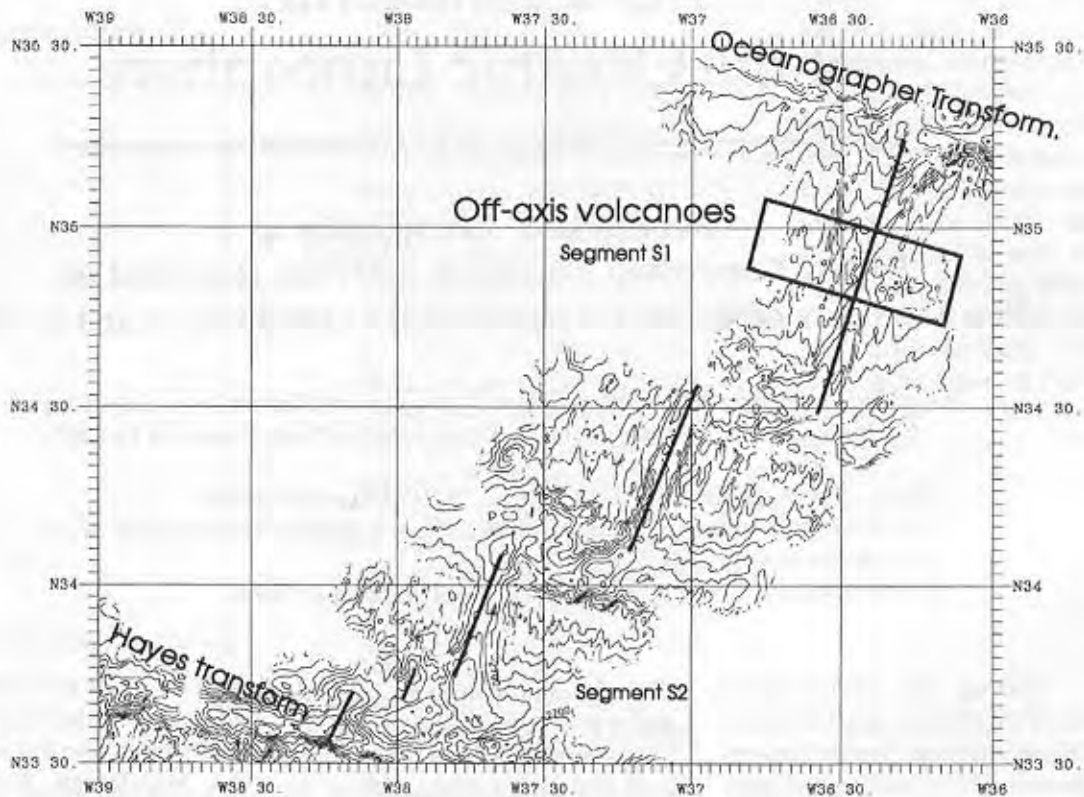 W39 W38 30. W38 W37 30. W37 W36 30. W36
N35 30. N35 30.
Oceanographer Transform.
Off-axis volcanoes
N35 N35
Segment S1
N34 30. N34 30.
N34 N34
Hayes transform
Segment S2
N33 30. N33 30.
W39 W38 30. W38 W37 30. W37 W36 30. W36